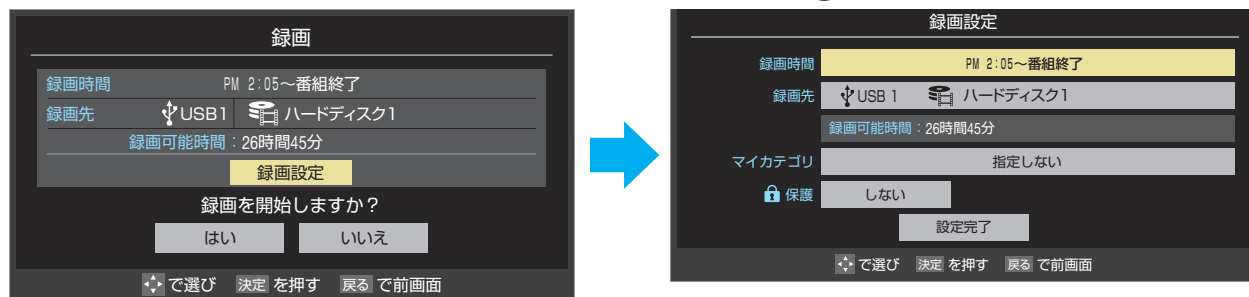 録画
録画時間 PM 2:05～番組終了
録画先 USB1 ハードディスク1
録画可能時間：26時間45分
録画設定
録画を開始しますか？
はい いいえ
で選び 決定 を押す 戻る で前画面
録画設定
録画時間 PM 2:05～番組終了
録画先 USB 1 ハードディスク1
録画可能時間：26時間45分
マイカテゴリ 指定しない
保護 しない
設定完了
で選び 決定 を押す 戻る で前画面